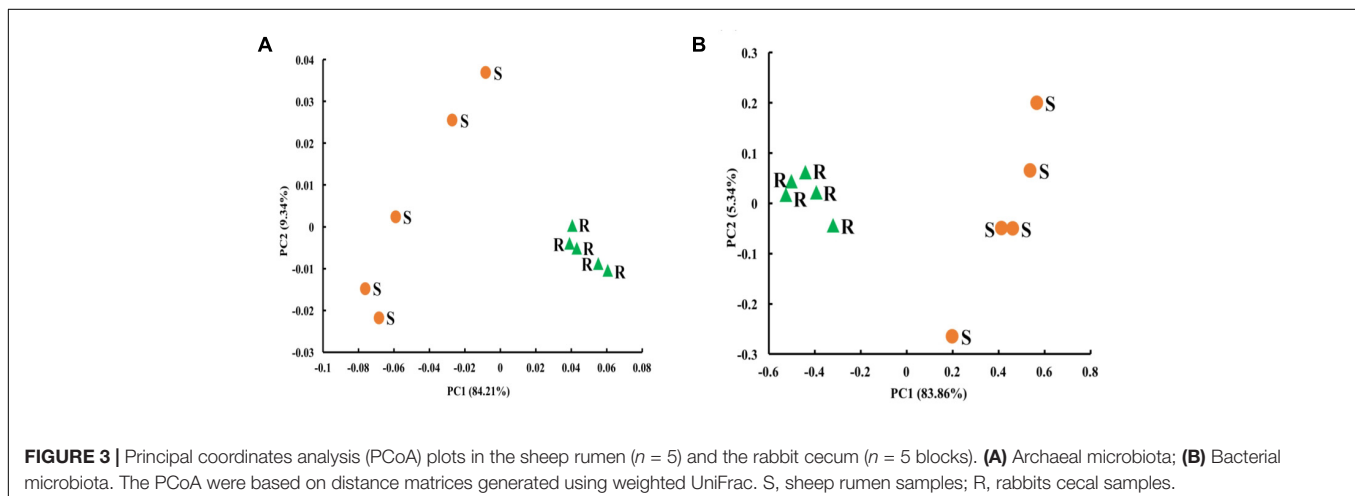 A
B
0.04
0.03
0.02
0.01
0
-0.01
-0.02
-0.03
PC2 (9.34%)
S
S
S
S
S
R
R R
R R
-0.1 -0.08 -0.06 -0.04 -0.02 0 0.02 0.04 0.06 0.08
PC1 (84.21%)
0.3
0.2
0.1
0
-0.1
-0.2
-0.3
PC2 (5.34%)
R R
R R
R
S
S
S S
S
-0.6 -0.4 -0.2 0 0.2 0.4 0.6 0.8
PC1 (83.86%)
FIGURE 3 | Principal coordinates analysis (PCoA) plots in the sheep rumen (n = 5) and the rabbit cecum (n = 5 blocks). (A) Archaeal microbiota; (B) Bacterial
microbiota. The PCoA were based on distance matrices generated using weighted UniFrac. S, sheep rumen samples; R, rabbits cecal samples.